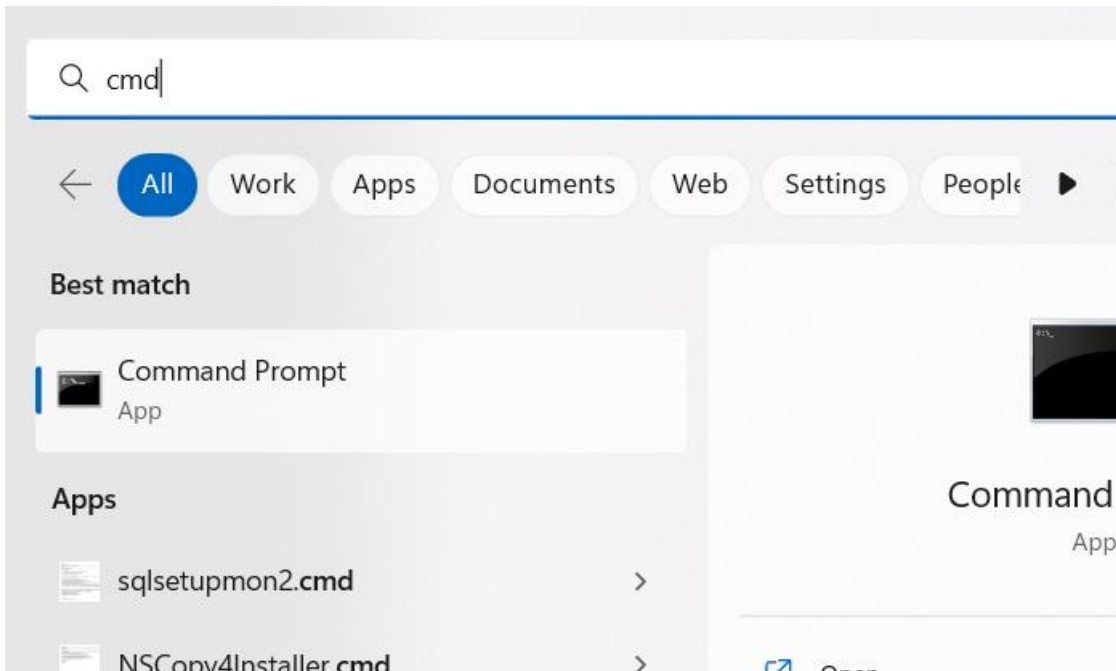 cmd
All Work Apps Documents Web Settings People
Best match
Command Prompt
App
Apps
sqlsetupmon2.cmd
NSCopy4Installer.cmd
Command
App
Open